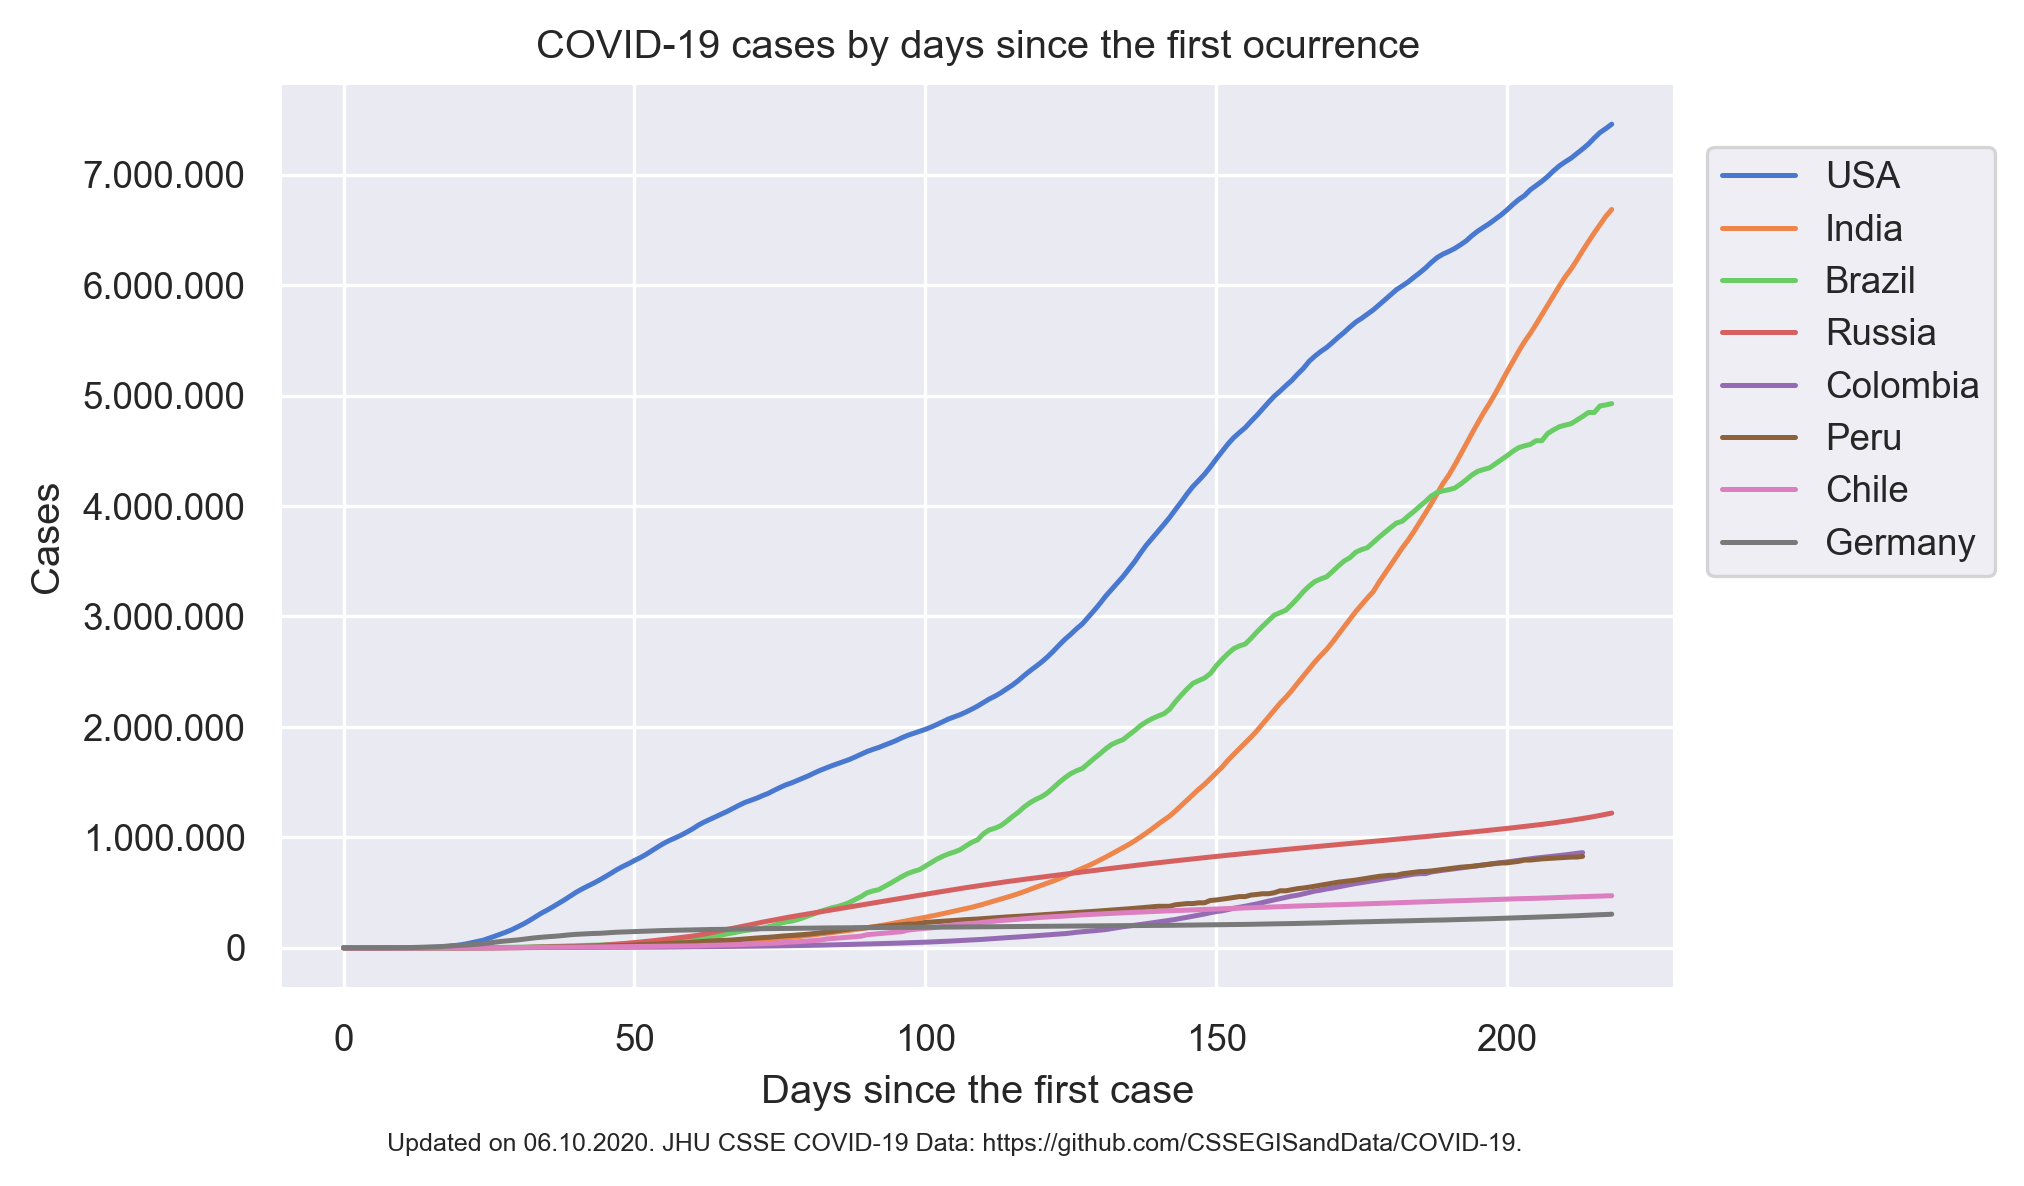 COVID-19 cases by days since the first ocurrence
7.000.000
6.000.000
5.000.000
4.000.000
3.000.000
2.000.000
1.000.000
0
Cases
0 50 100 150 200
Days since the first case
Updated on 06.10.2020. JHU CSSE COVID-19 Data: https://github.com/CSSEGISandData/COVID-19.
USA
India
Brazil
Russia
Colombia
Peru
Chile
Germany